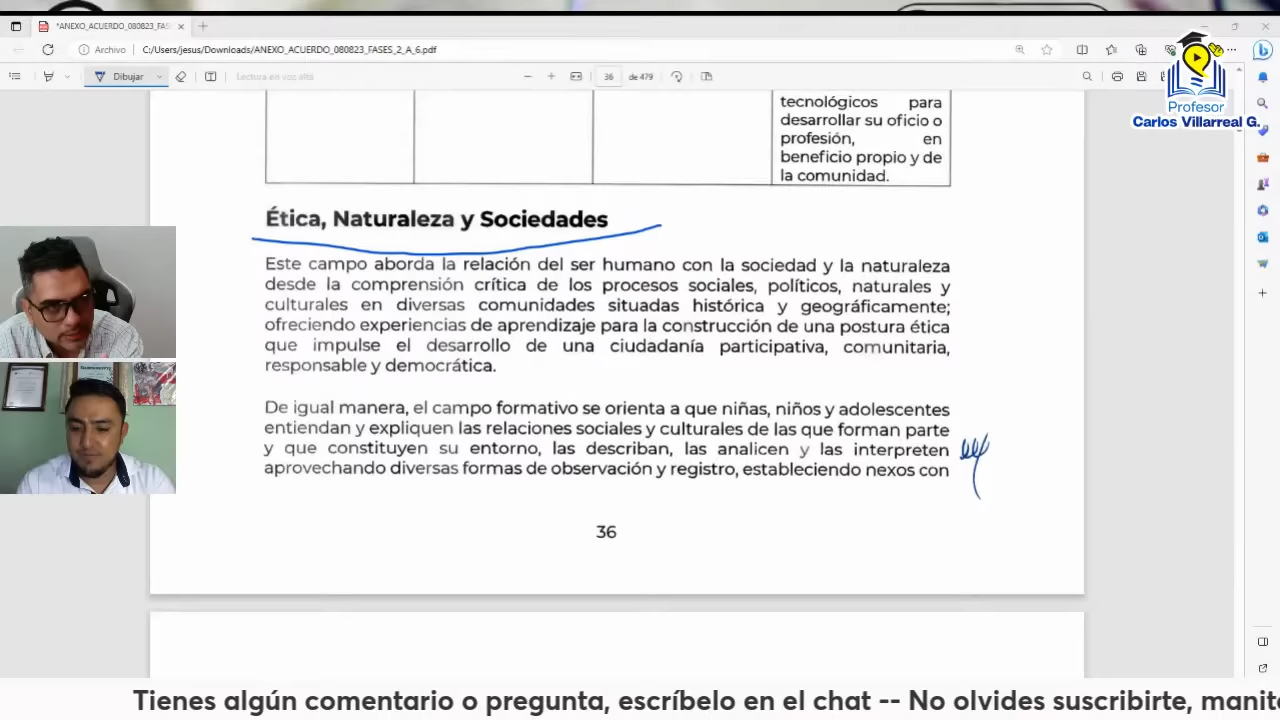 *ANEXO_ACUERDO_080823_FAS
Archivo
C:/Users/jesus/Downloads/ANEXO_ACUERDO_080823_FASES_2_A_6.pdf
Dibujar
Lectura en voz alta
36
de 479
Profesor
Carlos Villarreal G.
tecnológicos para
desarrollar su oficio o
profesión, en
beneficio propio y de
la comunidad.
Ética, Naturaleza y Sociedades
Este campo aborda la relación del ser humano con la sociedad y la naturaleza
desde la comprensión crítica de los procesos sociales, políticos, naturales y
culturales en diversas comunidades situadas histórica y geográficamente;
ofreciendo experiencias de aprendizaje para la construcción de una postura ética
que impulse el desarrollo de una ciudadanía participativa, comunitaria,
responsable y democrática.
De igual manera, el campo formativo se orienta a que niñas, niños y adolescentes
entiendan y expliquen las relaciones sociales y culturales de las que forman parte
y que constituyen su entorno, las describan, las analicen y las interpreten
aprovechando diversas formas de observación y registro, estableciendo nexos con
36
Tienes algún comentario o pregunta, escríbelo en el chat -- No olvides suscribirte, manit